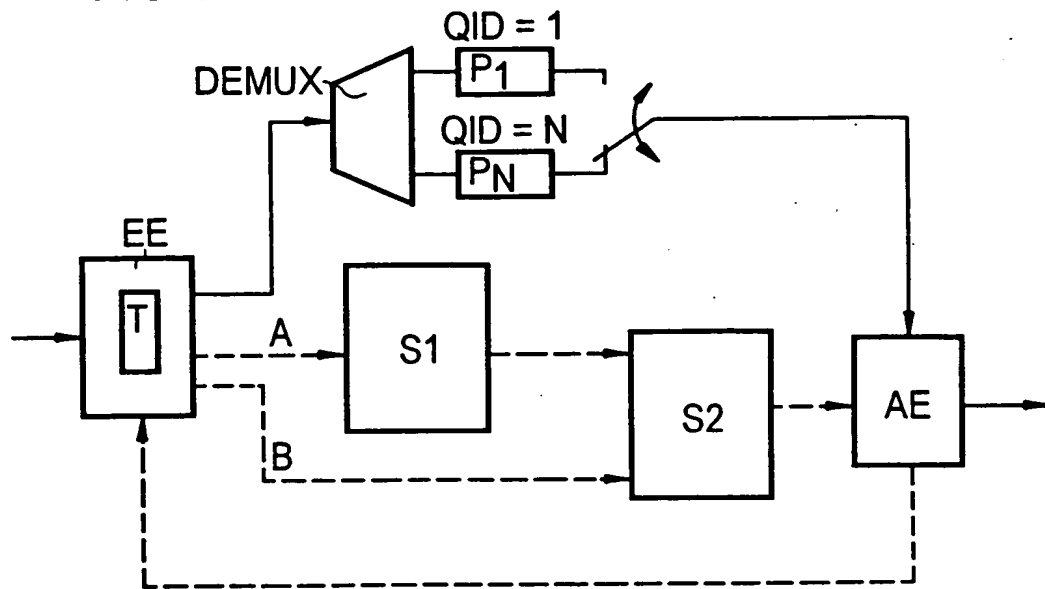 QID = 1
P1
DEMUX
QID = N
PN
EE
T
A
S1
S2
AE
B